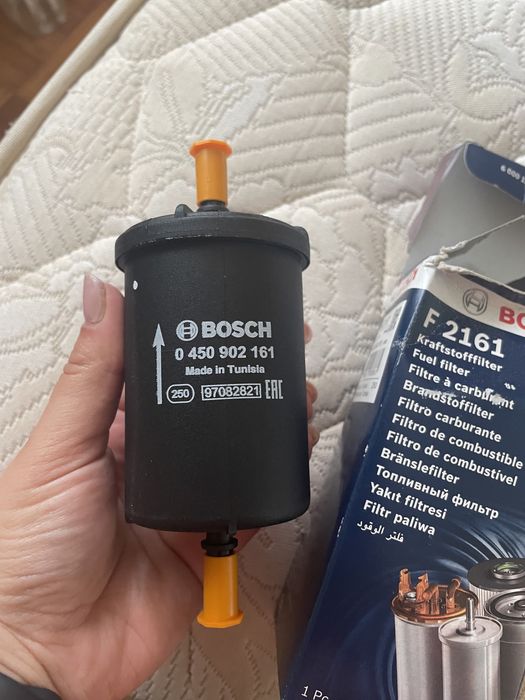 BOSCH
0 450 902 161
Made in Tunisia
250 97082821 EAC
F 2161
Kraftstofffilter
Fuel filter
Filtre à carburant
Brandstoffilter
Filtro carburante
Filtro de combustible
Filtro de combustível
Bränslefilter
Топливный фильтр
Yakıt filtresi
Filtr paliwa
فلتر الوقود